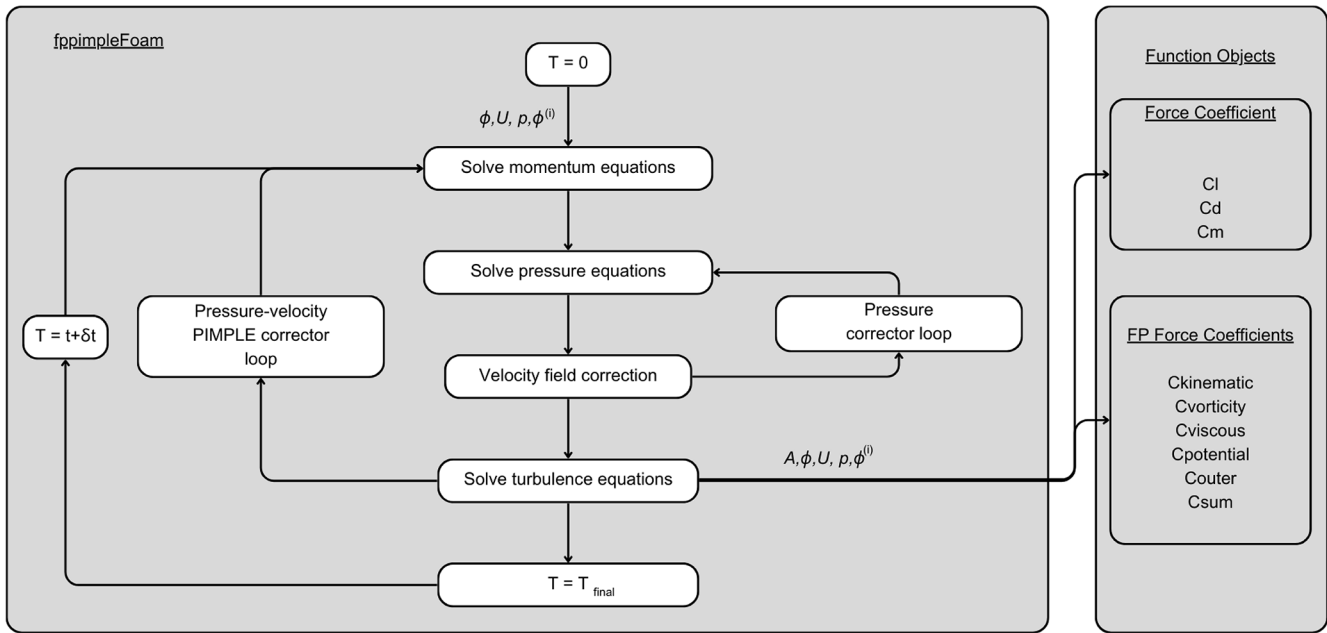 fppimpleFoam
T = 0
ϕ,U, p,ϕ⁽ⁱ⁾
Solve momentum equations
Solve pressure equations
Pressure-velocity
PIMPLE corrector
loop
T = t+δt
Pressure
corrector loop
Velocity field correction
A,ϕ,U, p,ϕ⁽ⁱ⁾
Solve turbulence equations
T = T final
Function Objects
Force Coefficient
Cl
Cd
Cm
FP Force Coefficients
Ckinematic
Cvorticity
Cviscous
Cpotential
Couter
Csum